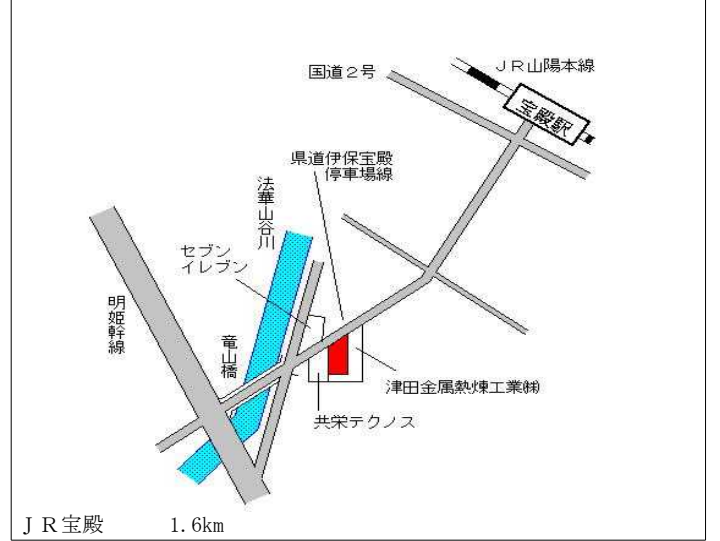 ＪＲ山陽本線
国道２号
宝殿駅
県道伊保宝殿
停車場線
法華山谷川
セブン
イレブン
明姫幹線
竜山橋
津田金属熱煉工業㈱
共栄テクノス
ＪＲ宝殿　　　1.6km